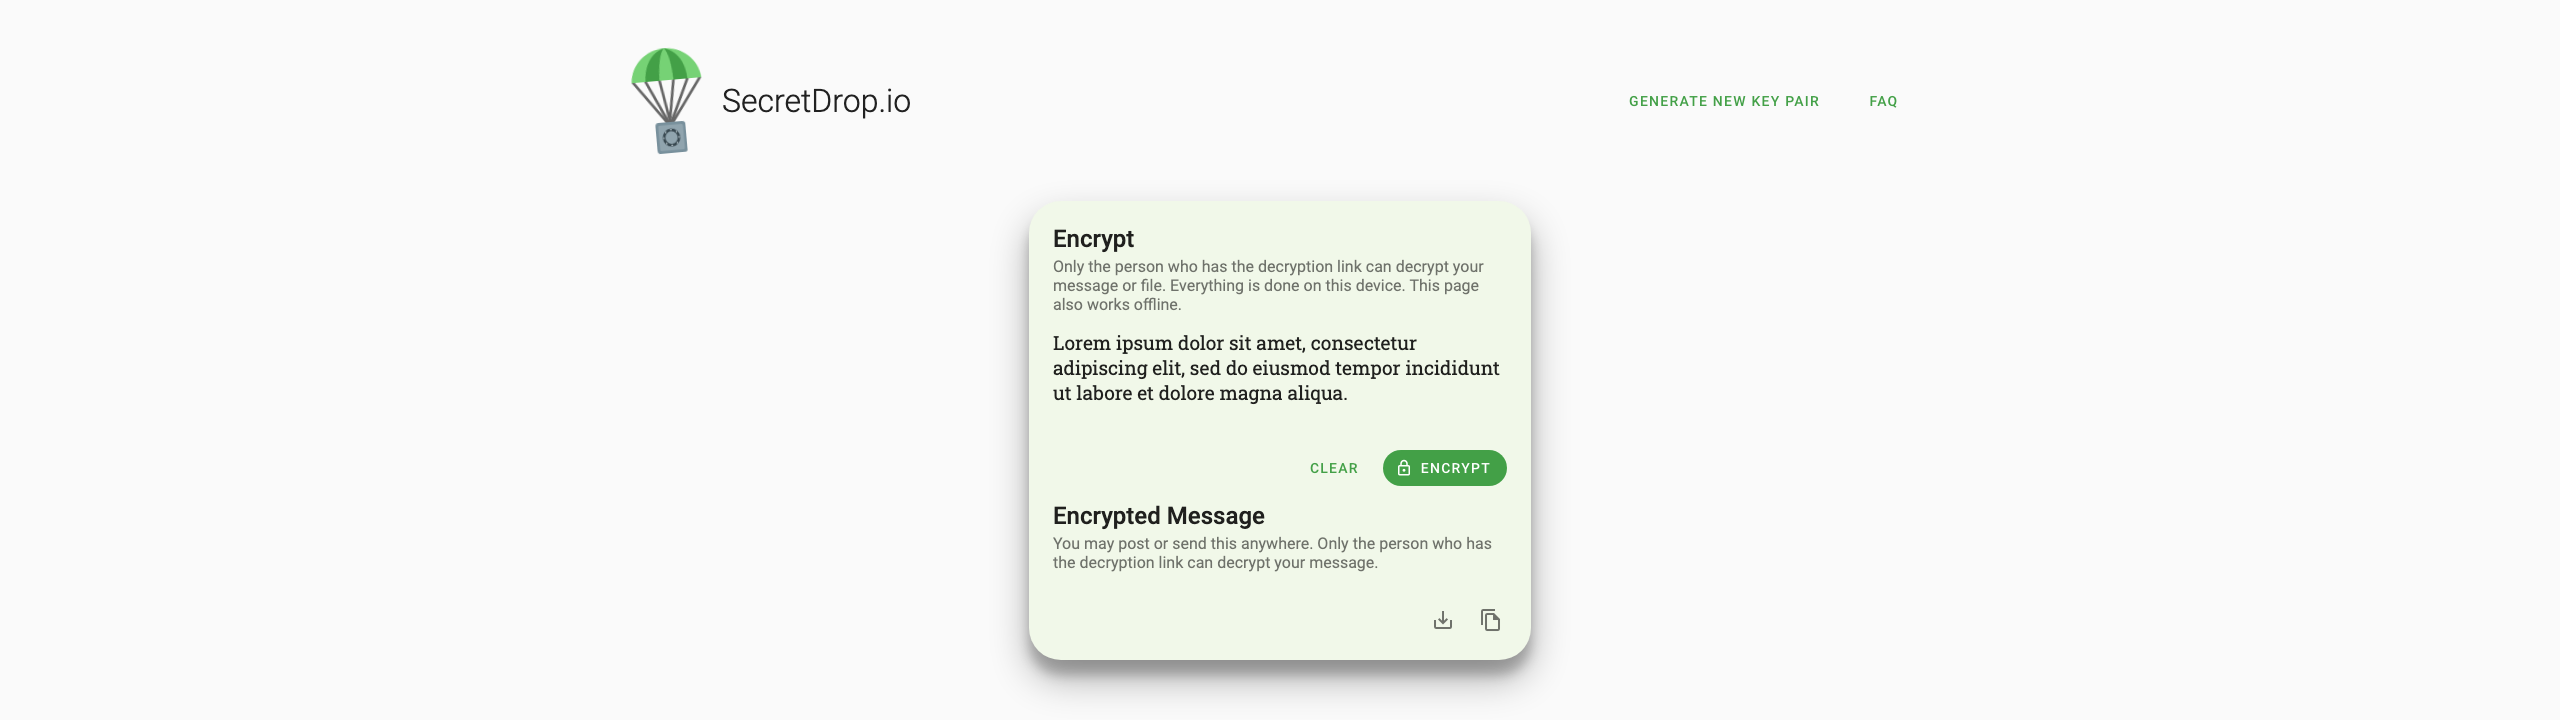 SecretDrop.io
GENERATE NEW KEY PAIR
FAQ
Encrypt
Only the person who has the decryption link can decrypt your
message or file. Everything is done on this device. This page
also works offline.
Lorem ipsum dolor sit amet, consectetur
adipiscing elit, sed do eiusmod tempor incididunt
ut labore et dolore magna aliqua.
CLEAR
ENCRYPT
Encrypted Message
You may post or send this anywhere. Only the person who has
the decryption link can decrypt your message.